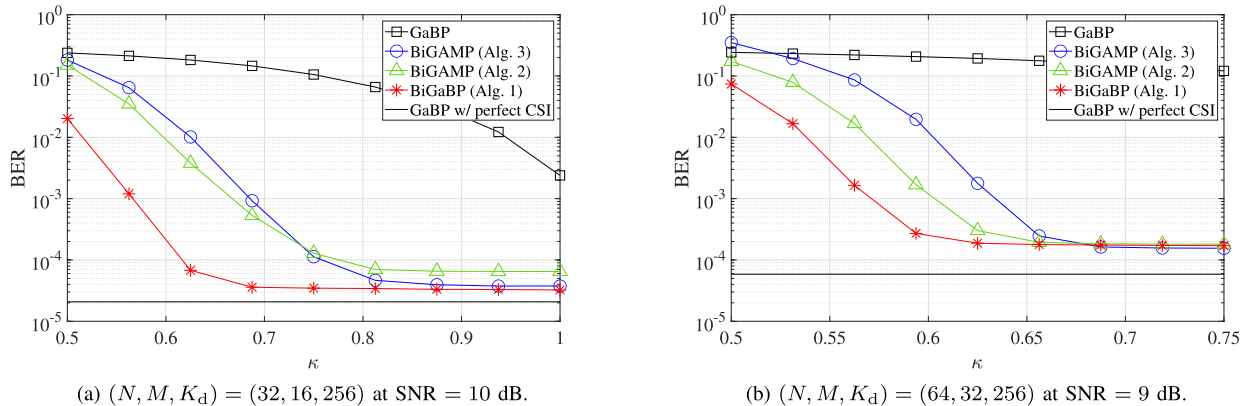 10^0
10^-1
10^-2
10^-3
10^-4
10^-5
BER
0.5 0.6 0.7 0.8 0.9 1
κ
GaBP
BiGAMP (Alg. 3)
BiGAMP (Alg. 2)
BiGaBP (Alg. 1)
GaBP w/ perfect CSI
(a) (N, M, K_d) = (32, 16, 256) at SNR = 10 dB.
10^0
10^-1
10^-2
10^-3
10^-4
10^-5
BER
0.5 0.55 0.6 0.65 0.7 0.75
κ
GaBP
BiGAMP (Alg. 3)
BiGAMP (Alg. 2)
BiGaBP (Alg. 1)
GaBP w/ perfect CSI
(b) (N, M, K_d) = (64, 32, 256) at SNR = 9 dB.